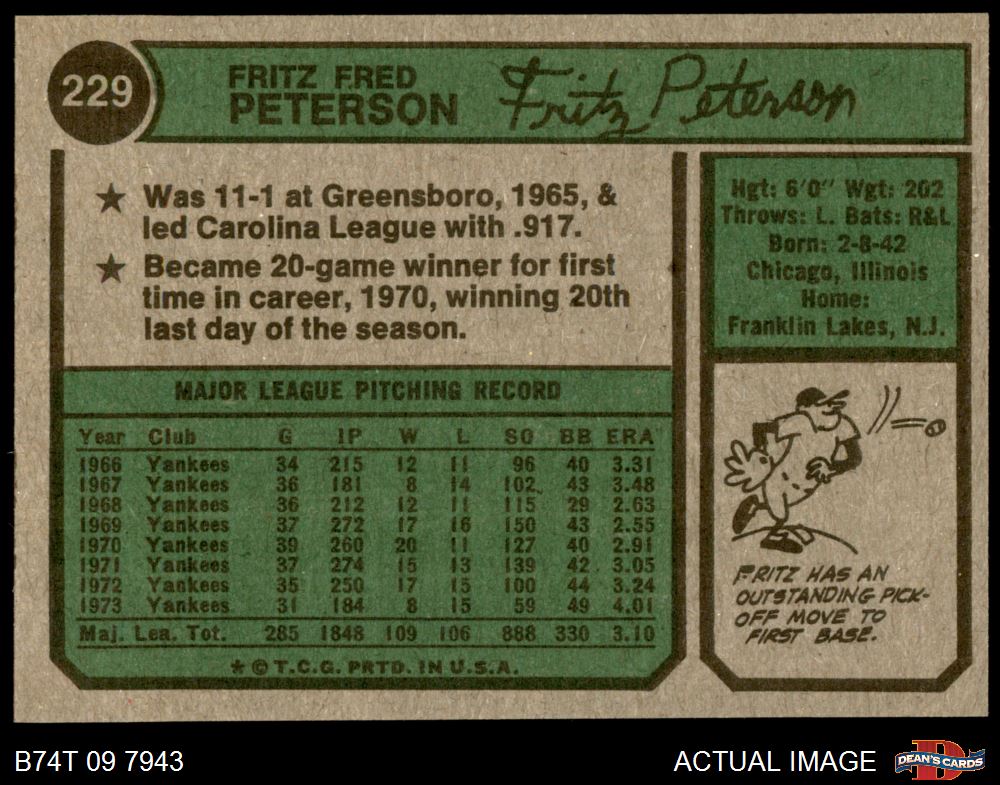 229
FRITZ FRED
PETERSON
Fritz Peterson
★ Was 11-1 at Greensboro, 1965, &
led Carolina League with .917.
★ Became 20-game winner for first
time in career, 1970, winning 20th
last day of the season.
Hgt: 6'0" Wgt: 202
Throws: L. Bats: R&L
Born: 2-8-42
Chicago, Illinois
Home:
Franklin Lakes, N.J.
MAJOR LEAGUE PITCHING RECORD
Year Club G IP W L SO BB ERA
1966 Yankees 34 215 12 11 96 40 3.31
1967 Yankees 36 181 8 14 102 43 3.48
1968 Yankees 36 212 12 11 115 29 2.63
1969 Yankees 37 272 17 16 150 43 2.55
1970 Yankees 39 260 20 11 127 40 2.91
1971 Yankees 37 274 15 13 139 42 3.05
1972 Yankees 35 250 17 15 100 44 3.24
1973 Yankees 31 184 8 15 59 49 4.01
Maj. Lea. Tot. 285 1848 109 106 888 330 3.10
★ © T.C.G. PRTD. IN U.S.A.
FRITZ HAS AN
OUTSTANDING PICK-
OFF MOVE TO
FIRST BASE.
B74T 09 7943
ACTUAL IMAGE
D
DEAN'S CARDS